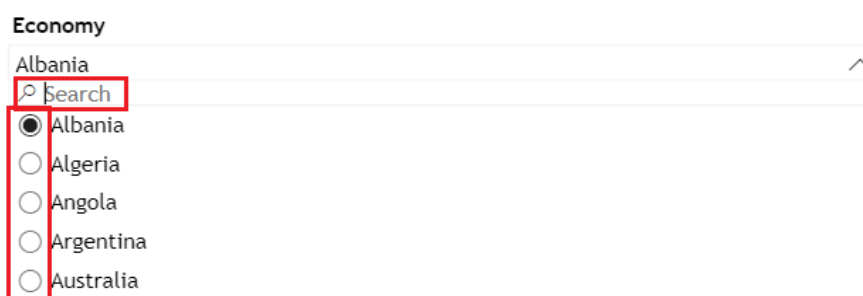 Economy
Albania
Search
Albania
Algeria
Angola
Argentina
Australia